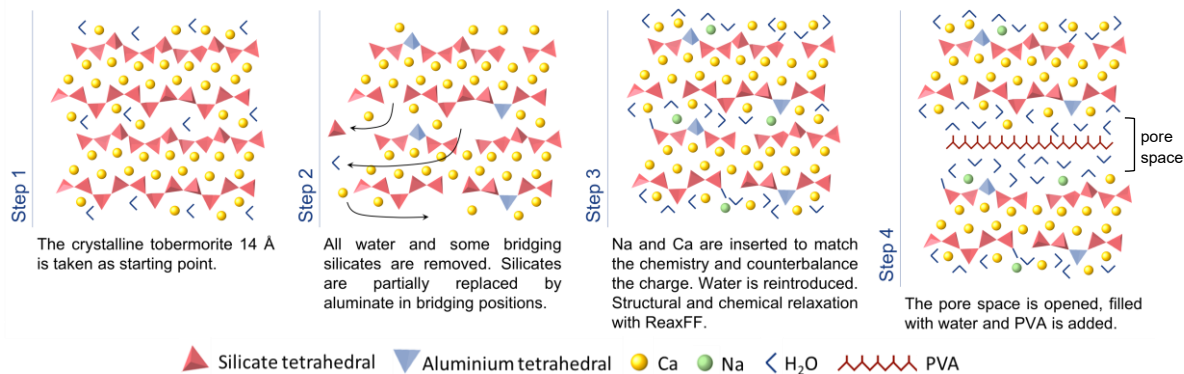 Step 1
The crystalline tobermorite 14 Å
is taken as starting point.
Step 2
All water and some bridging
silicates are removed. Silicates
are partially replaced by
aluminate in bridging positions.
Step 3
Na and Ca are inserted to match
the chemistry and counterbalance
the charge. Water is reintroduced.
Structural and chemical relaxation
with ReaxFF.
Step 4
pore
space
The pore space is opened, filled
with water and PVA is added.
Silicate tetrahedral Aluminium tetrahedral Ca Na H₂O PVA